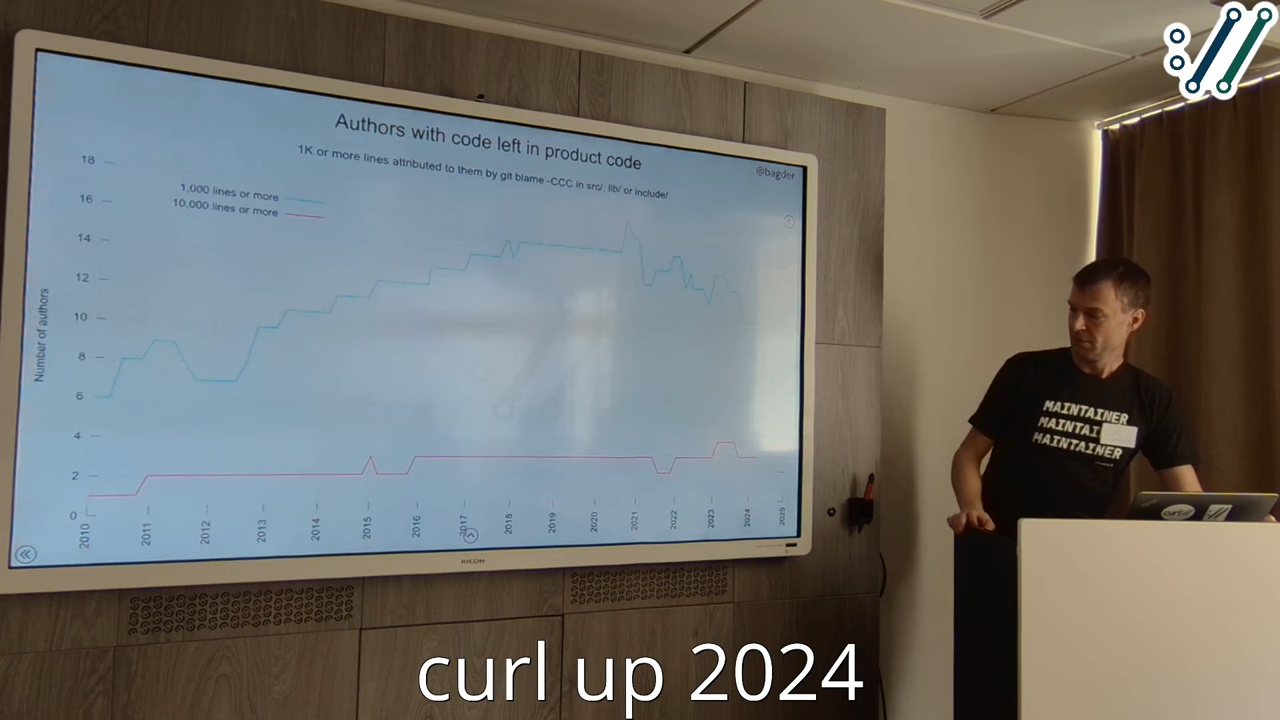 Authors with code left in product code
1K or more lines attributed to them by git blame -CCC in src/, lib/ or include/
@bagder
1,000 lines or more
10,000 lines or more
Number of authors
18
16
14
12
10
8
6
4
2
0
2010
2011
2012
2013
2014
2015
2016
2017
2018
2019
2020
2021
2022
2023
2024
2025
RICOH
MAINTAINER
MAINTAI
MAINTAINER
curl
curl up 2024